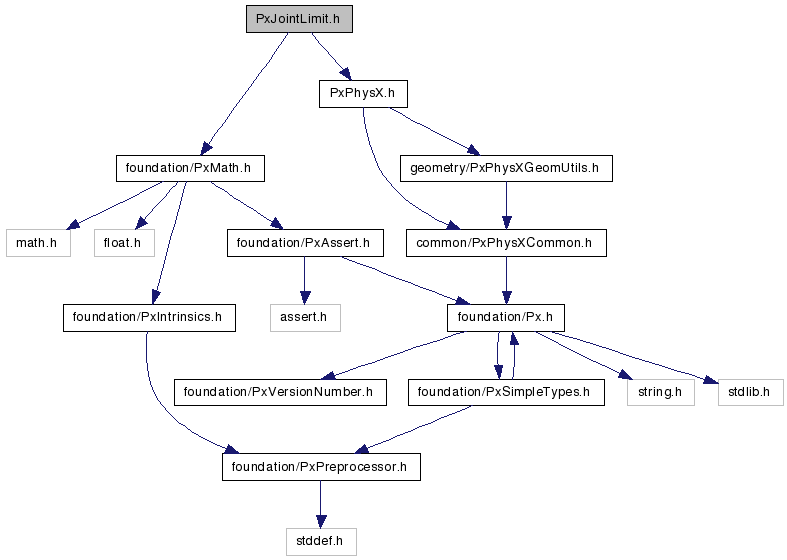 PxJointLimit.h
PxPhysX.h
foundation/PxMath.h
geometry/PxPhysXGeomUtils.h
math.h
float.h
foundation/PxAssert.h
common/PxPhysXCommon.h
foundation/PxIntrinsics.h
assert.h
foundation/Px.h
foundation/PxVersionNumber.h
foundation/PxSimpleTypes.h
string.h
stdlib.h
foundation/PxPreprocessor.h
stddef.h